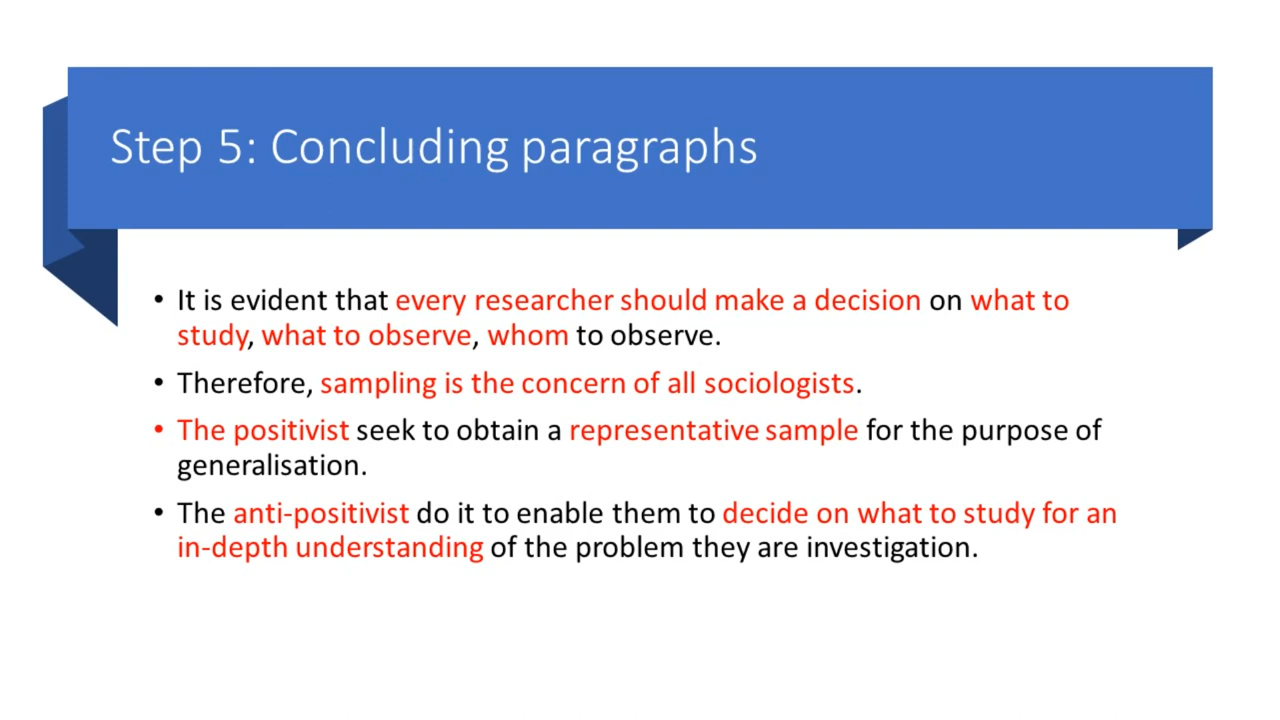 Step 5: Concluding paragraphs
• It is evident that every researcher should make a decision on what to
study, what to observe, whom to observe.
• Therefore, sampling is the concern of all sociologists.
• The positivist seek to obtain a representative sample for the purpose of
generalisation.
• The anti-positivist do it to enable them to decide on what to study for an
in-depth understanding of the problem they are investigation.